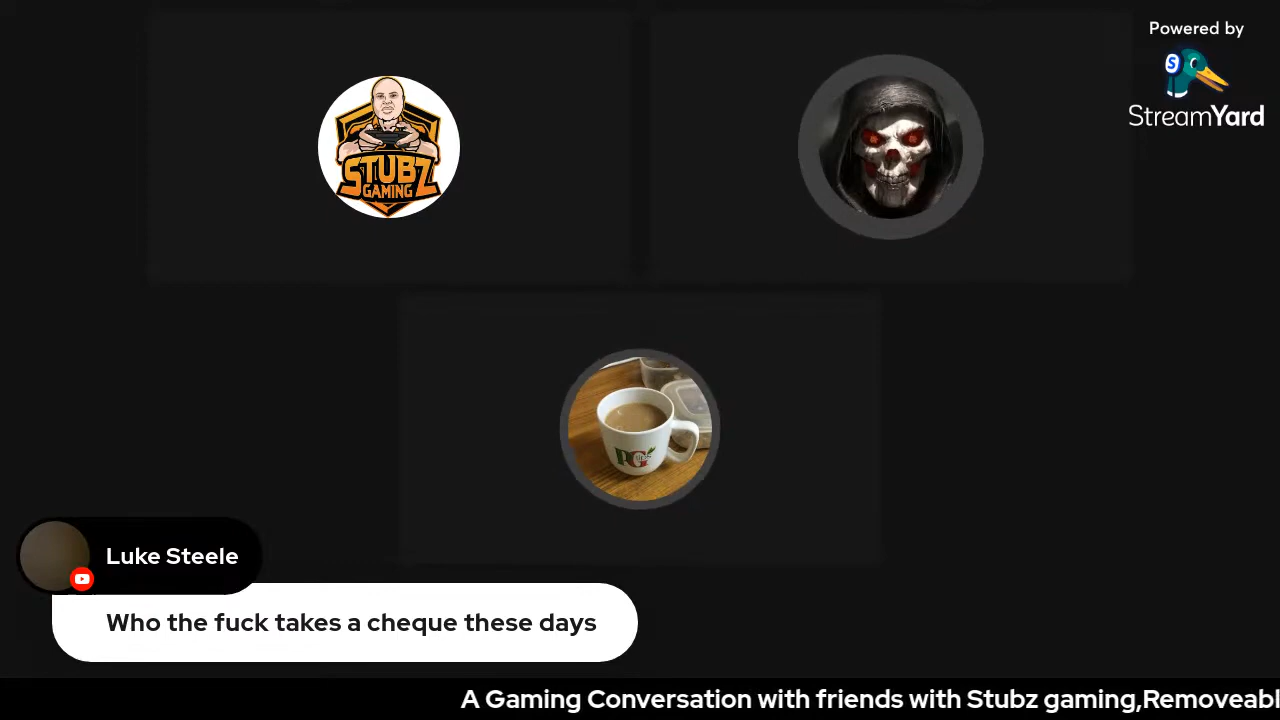 Powered by
StreamYard
STUBZ
GAMING
PG
Luke Steele
Who the fuck takes a cheque these days
A Gaming Conversation with friends with Stubz gaming,Removeabl